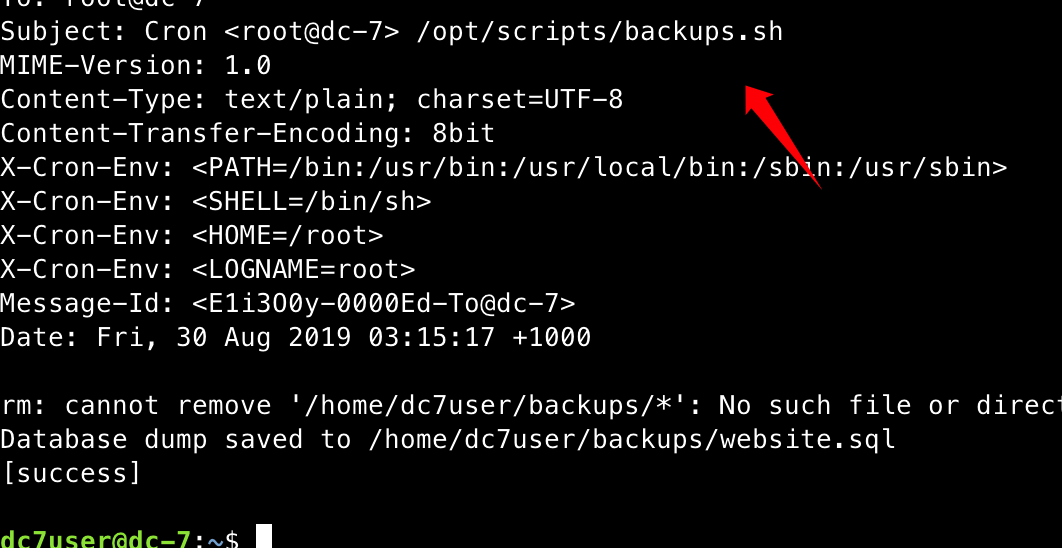 To: root@dc-7
Subject: Cron <root@dc-7> /opt/scripts/backups.sh
MIME-Version: 1.0
Content-Type: text/plain; charset=UTF-8
Content-Transfer-Encoding: 8bit
X-Cron-Env: <PATH=/bin:/usr/bin:/usr/local/bin:/sbin:/usr/sbin>
X-Cron-Env: <SHELL=/bin/sh>
X-Cron-Env: <HOME=/root>
X-Cron-Env: <LOGNAME=root>
Message-Id: <E1i3O0y-0000Ed-To@dc-7>
Date: Fri, 30 Aug 2019 03:15:17 +1000
rm: cannot remove '/home/dc7user/backups/*': No such file or direct
Database dump saved to /home/dc7user/backups/website.sql
[success]
dc7user@dc-7:~$